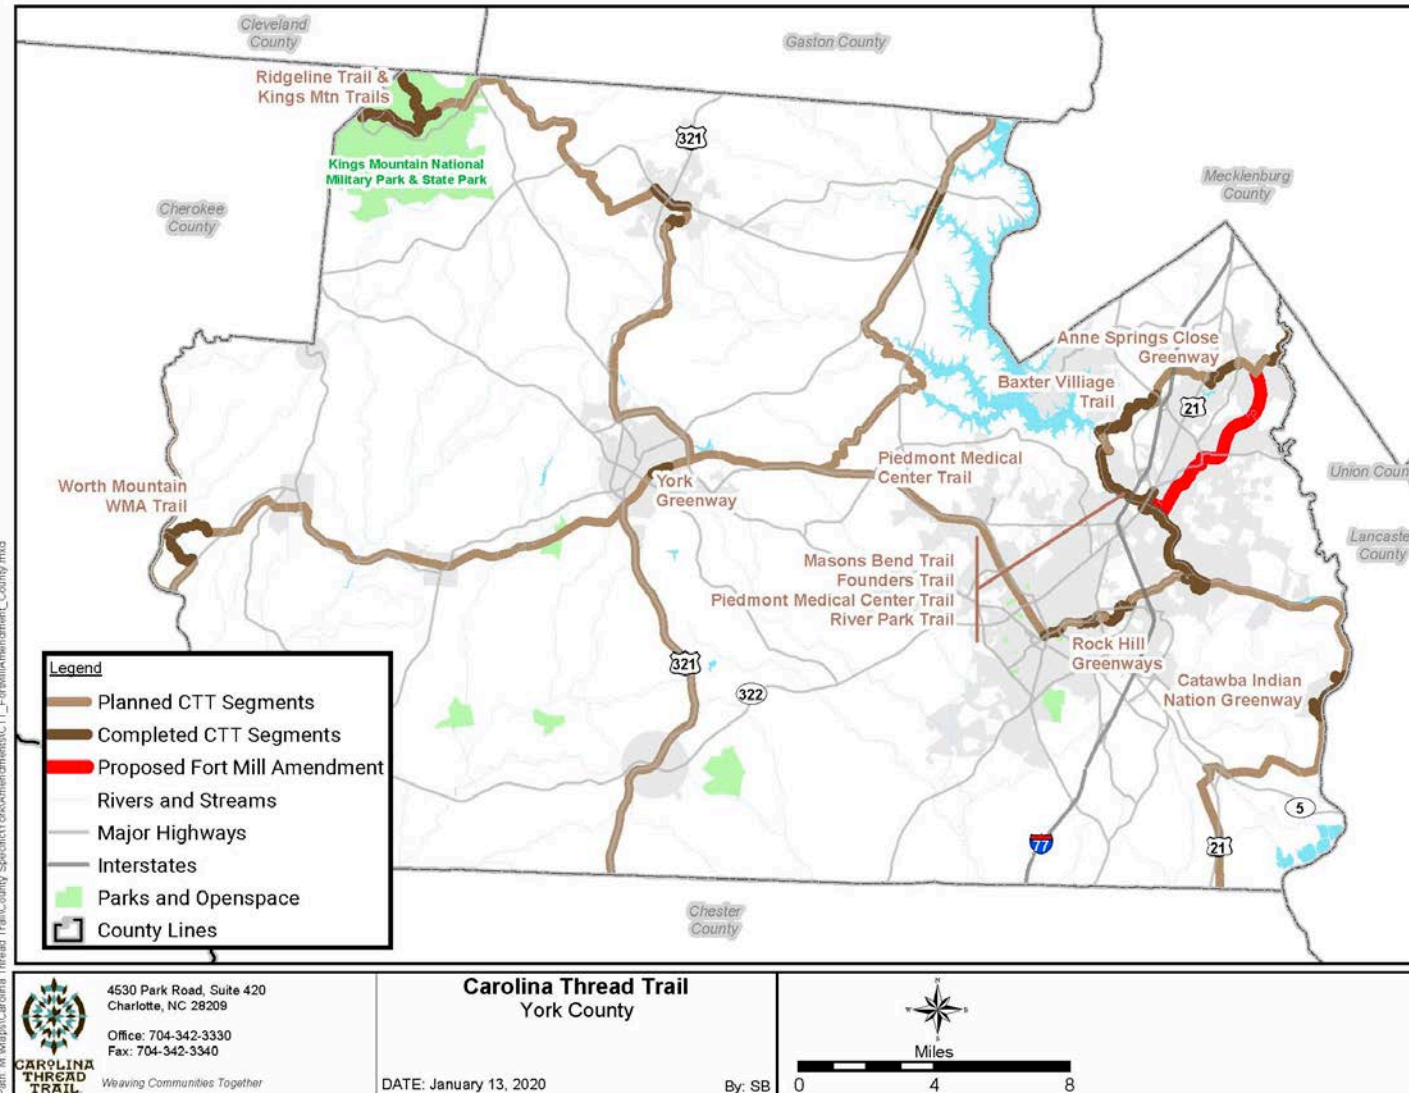 Cleveland
County
Gaston County
Ridgeline Trail &
Kings Mtn Trails
321
Kings Mountain National
Military Park & State Park
Mecklenburg
County
Cherokee
County
Anne Springs Close
Greenway
Baxter Villiage
Trail
21
Union Coun
Piedmont Medical
Center Trail
York
Greenway
Worth Mountain
WMA Trail
Lancaste
County
Masons Bend Trail
Founders Trail
Piedmont Medical Center Trail
River Park Trail
Rock Hill
Greenways
321
322
Catawba Indian
Nation Greenway
Legend
Planned CTT Segments
Completed CTT Segments
Proposed Fort Mill Amendment
Rivers and Streams
Major Highways
Interstates
Parks and Openspace
County Lines
5
77
21
Chester
County
CAROLINA
THREAD
TRAIL
4530 Park Road, Suite 420
Charlotte, NC 28209
Office: 704-342-3330
Fax: 704-342-3340
Weaving Communities Together
Carolina Thread Trail
York County
DATE: January 13, 2020
By: SB
Miles
0 4 8